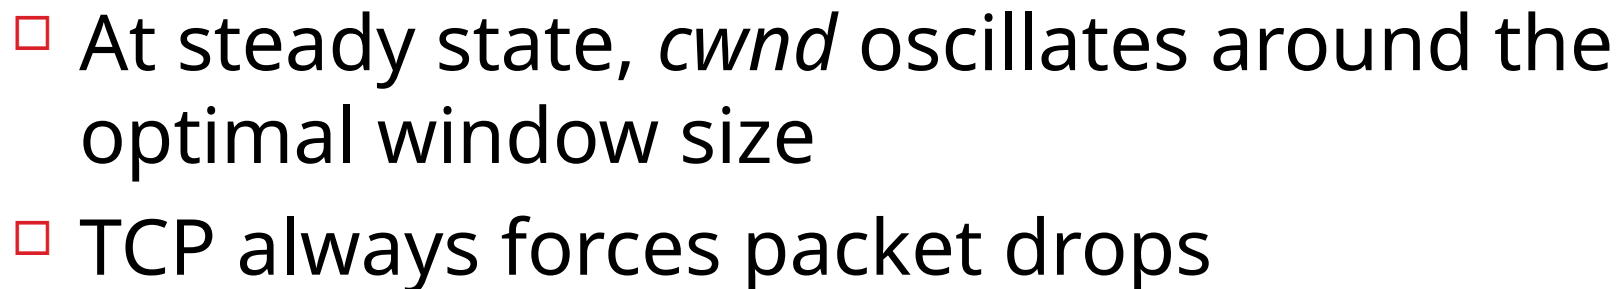 At steady state, cwnd oscillates around the
optimal window size
TCP always forces packet drops